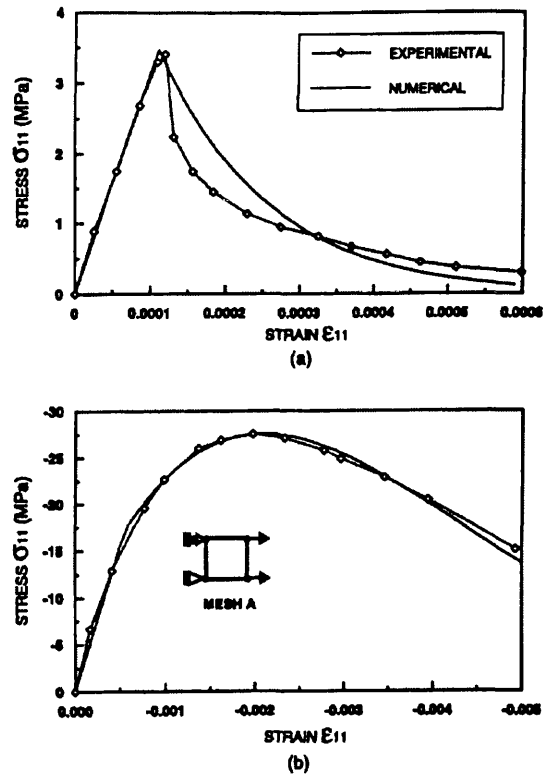 4
3
2
1
0
STRESS σ11 (MPa)
EXPERIMENTAL
NUMERICAL
0 0.0001 0.0002 0.0003 0.0004 0.0005 0.0006
STRAIN ε11
(a)
-30
-25
-20
-15
-10
-5
0
STRESS σ11 (MPa)
MESH A
0.000 -0.001 -0.002 -0.003 -0.004 -0.005
STRAIN ε11
(b)